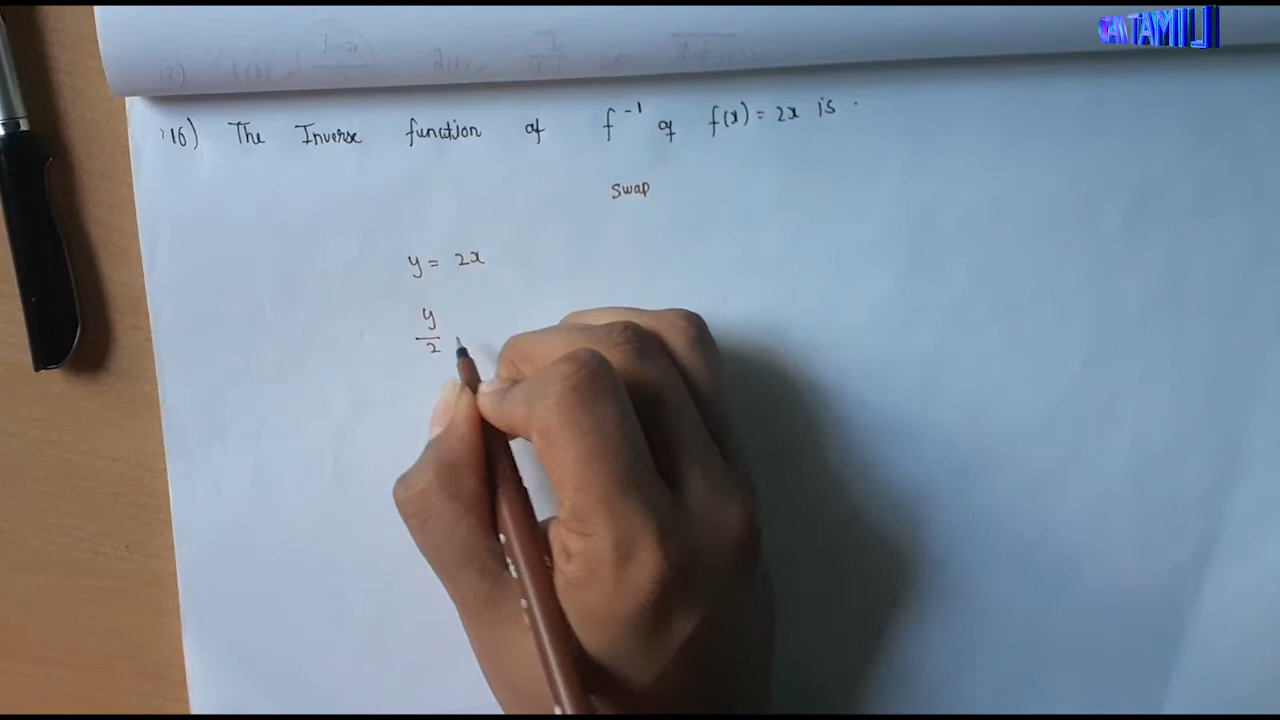 16) The Inverse function of f⁻¹ of f(x) = 2x is .
swap
y = 2x
y/2